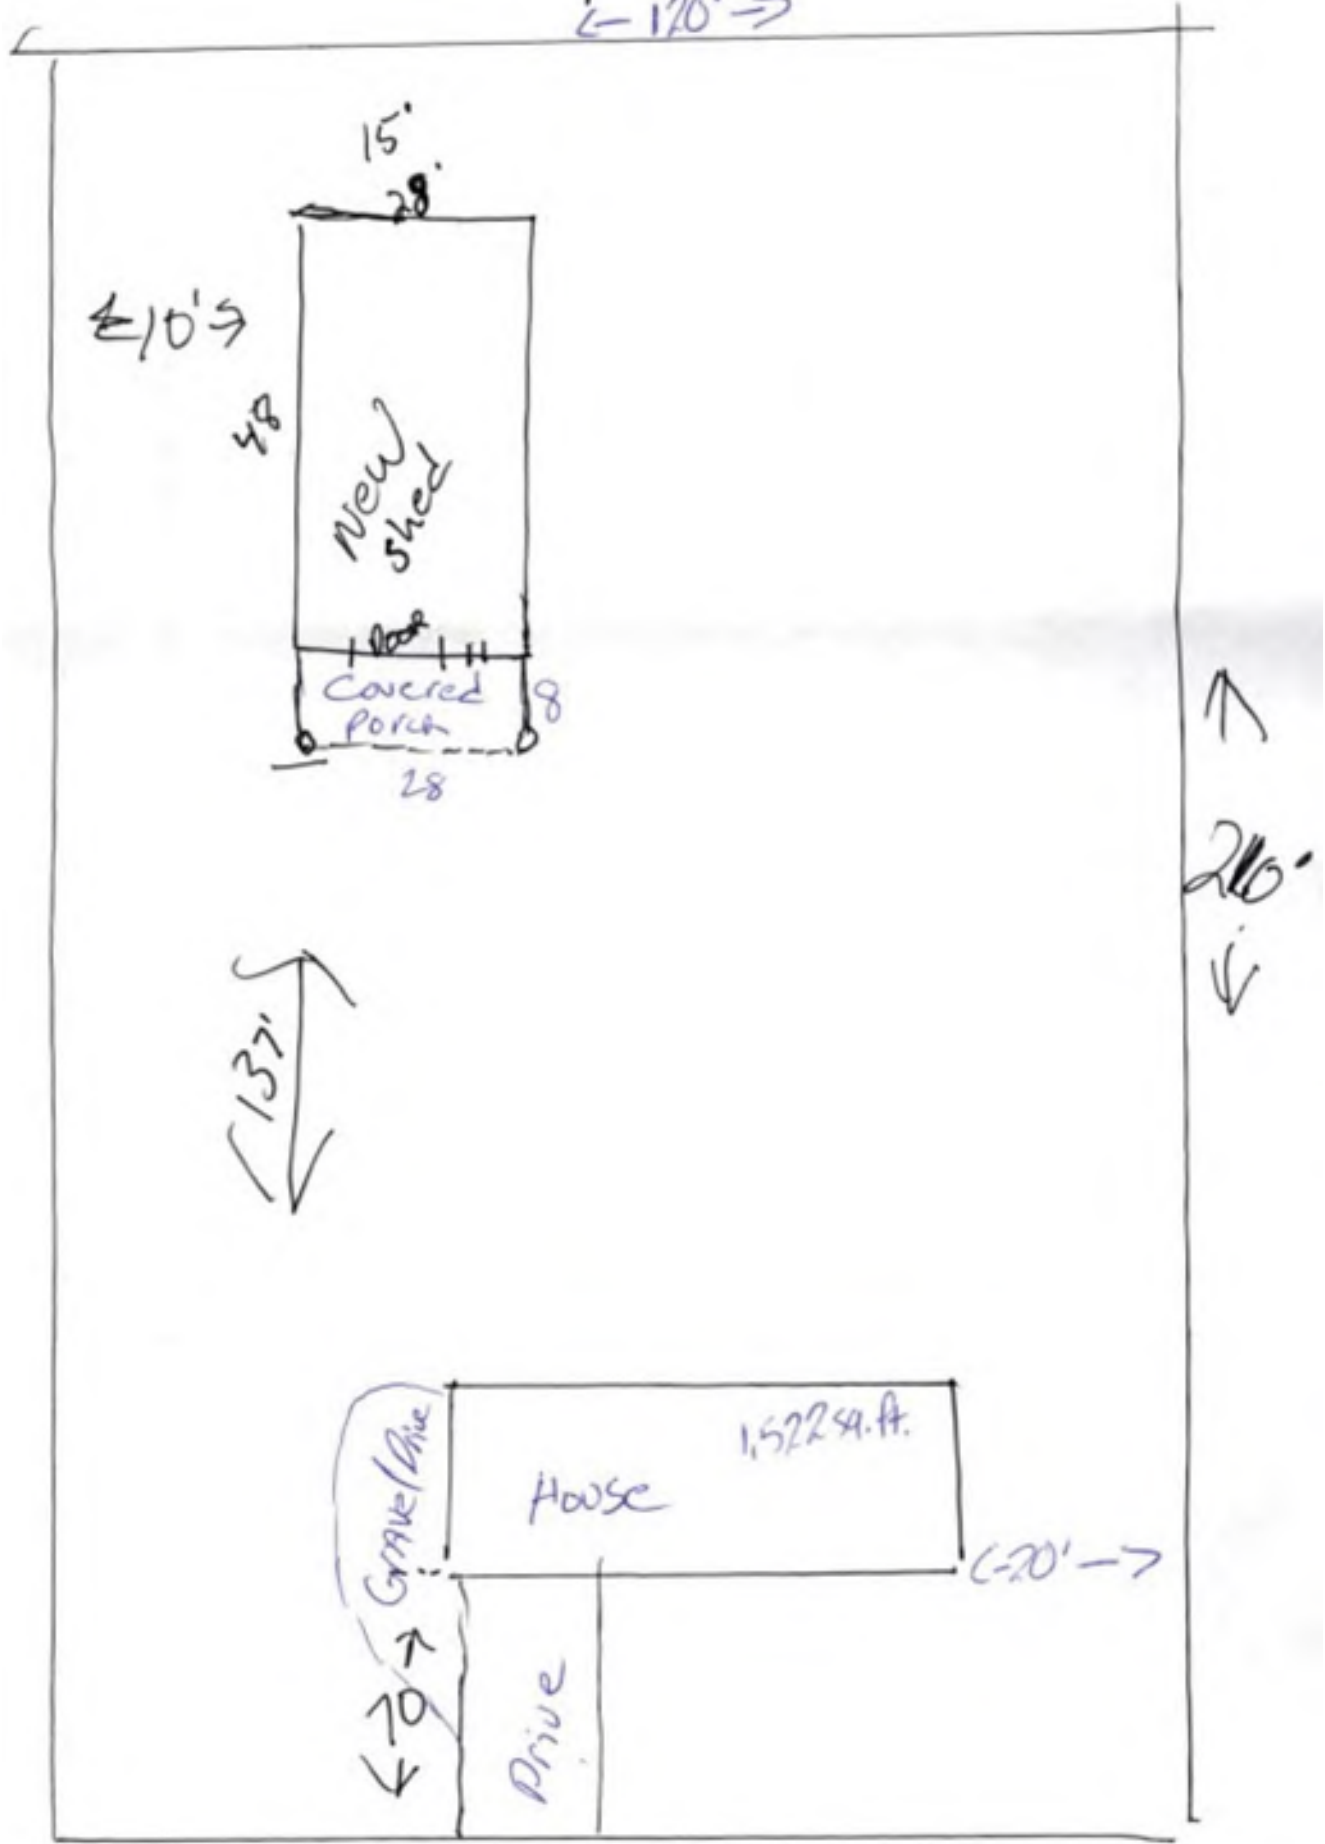 <- 120' ->
15'
28'
<10'>
48
New
shed
Door
Covered
Porch
8
28
137'
Gravel/Drive
1,522 sq.ft.
House
<-20'->
<70>
Drive